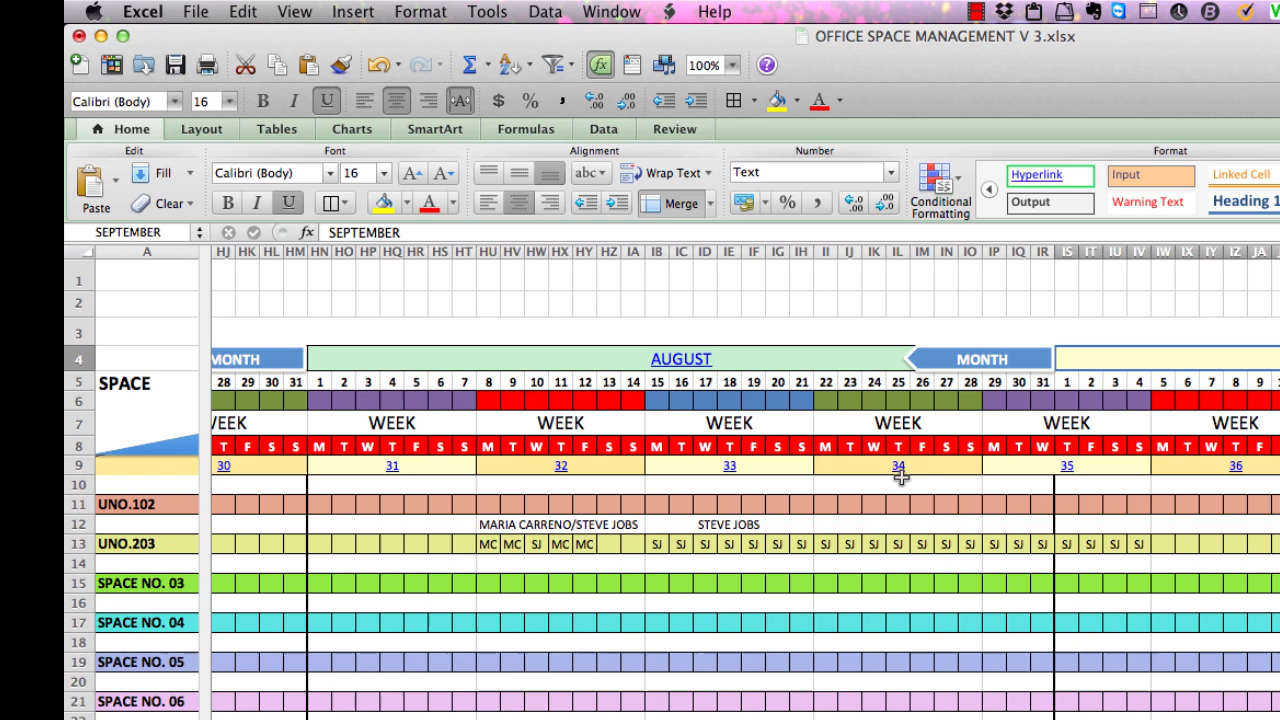 Excel File Edit View Insert Format Tools Data Window Help
OFFICE SPACE MANAGEMENT V 3.xlsx
100%
Calibri (Body) 16 B I U A $ % ,
Home Layout Tables Charts SmartArt Formulas Data Review
Edit Font Alignment Number Format
Fill Calibri (Body) 16 A A abc Wrap Text Text Hyperlink Input Linked Cell
Paste Clear B I U A Merge % , Conditional Formatting Output Warning Text Heading 1
SEPTEMBER fx SEPTEMBER
A HJ HK HL HM HN HO HP HQ HR HS HT HU HV HW HX HY HZ IA IB IC ID IE IF IG IH II IJ IK IL IM IN IO IP IQ IR IS IT IU IV IW IX IY IZ JA
1
2
3
4 MONTH AUGUST MONTH
5 SPACE 28 29 30 31 1 2 3 4 5 6 7 8 9 10 11 12 13 14 15 16 17 18 19 20 21 22 23 24 25 26 27 28 29 30 31 1 2 3 4 5 6 7 8 9
6
7 WEEK WEEK WEEK WEEK WEEK WEEK WEEK
8 T F S S M T W T F S S M T W T F S S M T W T F S S M T W T F S S M T W T F S S M T W T F
9 30 31 32 33 34 35 36
10
11 UNO.102
12 MARIA CARRENO/STEVE JOBS STEVE JOBS
13 UNO.203 MC MC SJ MC MC SJ SJ SJ SJ SJ SJ SJ SJ SJ SJ SJ SJ SJ SJ SJ SJ SJ SJ SJ SJ SJ
14
15 SPACE NO. 03
16
17 SPACE NO. 04
18
19 SPACE NO. 05
20
21 SPACE NO. 06